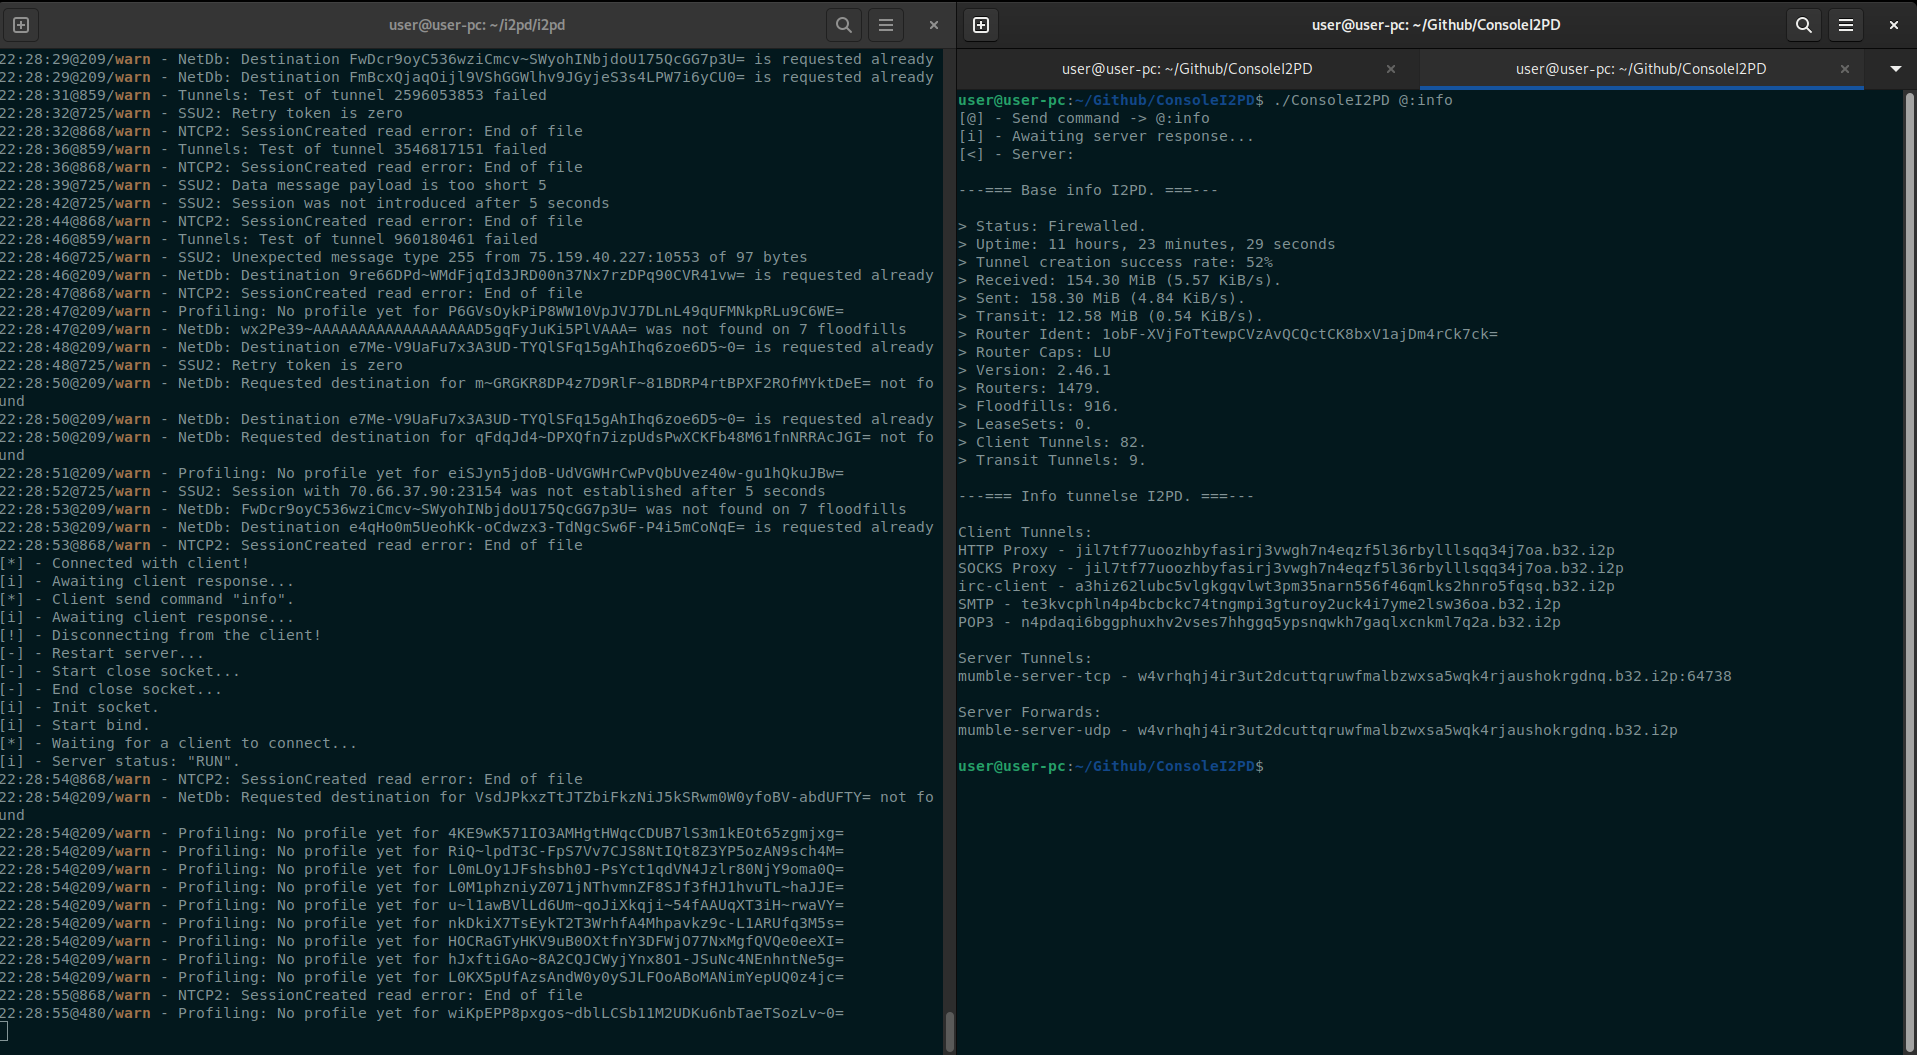 user@user-pc: ~/i2pd/i2pd
22:28:29@209/warn - NetDb: Destination FwDcr9oyC536wziCmcv~SWyohINbjdoU175QcGG7p3U= is requested already
22:28:29@209/warn - NetDb: Destination FmBcxQjaqOijl9VShGGWlhv9JGyjeS3s4LPW7i6yCU0= is requested already
22:28:31@859/warn - Tunnels: Test of tunnel 2596053853 failed
22:28:32@725/warn - SSU2: Retry token is zero
22:28:32@868/warn - NTCP2: SessionCreated read error: End of file
22:28:36@859/warn - Tunnels: Test of tunnel 3546817151 failed
22:28:36@868/warn - NTCP2: SessionCreated read error: End of file
22:28:39@725/warn - SSU2: Data message payload is too short 5
22:28:42@725/warn - SSU2: Session was not introduced after 5 seconds
22:28:44@868/warn - NTCP2: SessionCreated read error: End of file
22:28:46@859/warn - Tunnels: Test of tunnel 960180461 failed
22:28:46@725/warn - SSU2: Unexpected message type 255 from 75.159.40.227:10553 of 97 bytes
22:28:46@209/warn - NetDb: Destination 9re66DPd~WMdFjqId3JRD00n37Nx7rzDPq90CVR41vw= is requested already
22:28:47@868/warn - NTCP2: SessionCreated read error: End of file
22:28:47@209/warn - Profiling: No profile yet for P6GVsOykPiP8WW10VpJVJ7DLnL49qUFMNkpRLu9C6WE=
22:28:47@209/warn - NetDb: wx2Pe39~AAAAAAAAAAAAAAAAAAD5gqFyJuKi5PlVAAA= was not found on 7 floodfills
22:28:48@209/warn - NetDb: Destination e7Me-V9UaFu7x3A3UD-TYQlSFq15gAhIhq6zoe6D5~0= is requested already
22:28:48@725/warn - SSU2: Retry token is zero
22:28:50@209/warn - NetDb: Requested destination for m~GRGKR8DP4z7D9RlF~81BDRP4rtBPXF2ROfMYktDeE= not fo
und
22:28:50@209/warn - NetDb: Destination e7Me-V9UaFu7x3A3UD-TYQlSFq15gAhIhq6zoe6D5~0= is requested already
22:28:50@209/warn - NetDb: Requested destination for qFdqJd4~DPXQfn7izpUdsPwXCKFb48M61fnNRRAcJGI= not fo
und
22:28:51@209/warn - Profiling: No profile yet for eiSJyn5jdoB-UdVGWHrCwPvQbUvez40w-gu1hQkuJBw=
22:28:52@725/warn - SSU2: Session with 70.66.37.90:23154 was not established after 5 seconds
22:28:53@209/warn - NetDb: FwDcr9oyC536wziCmcv~SWyohINbjdoU175QcGG7p3U= was not found on 7 floodfills
22:28:53@209/warn - NetDb: Destination e4qHo0m5UeohKk-oCdwzx3-TdNgcSw6F-P4i5mCoNqE= is requested already
22:28:53@868/warn - NTCP2: SessionCreated read error: End of file
[*] - Connected with client!
[i] - Awaiting client response...
[*] - Client send command "info".
[i] - Awaiting client response...
[!] - Disconnecting from the client!
[-] - Restart server...
[-] - Start close socket...
[-] - End close socket...
[i] - Init socket.
[i] - Start bind.
[*] - Waiting for a client to connect...
[i] - Server status: "RUN".
22:28:54@868/warn - NTCP2: SessionCreated read error: End of file
22:28:54@209/warn - NetDb: Requested destination for VsdJPkxzTtJTZbiFkzNiJ5kSRwm0W0yfoBV-abdUFTY= not fo
und
22:28:54@209/warn - Profiling: No profile yet for 4KE9wK571IO3AMHgtHWqcCDUB7lS3m1kEOt65zgmjxg=
22:28:54@209/warn - Profiling: No profile yet for RiQ~lpdT3C-FpS7Vv7CJS8NtIQt8Z3YP5ozAN9sch4M=
22:28:54@209/warn - Profiling: No profile yet for L0mLOy1JFshsbh0J-PsYct1qdVN4Jzlr80NjY9oma0Q=
22:28:54@209/warn - Profiling: No profile yet for L0M1phzniyZ071jNThvmnZF8SJf3fHJ1hvuTL~haJJE=
22:28:54@209/warn - Profiling: No profile yet for u~l1awBVlLd6Um~qoJiXkqji~54fAAUqXT3iH~rwaVY=
22:28:54@209/warn - Profiling: No profile yet for nkDkiX7TsEykT2T3WrhfA4Mhpavkz9c-L1ARUfq3M5s=
22:28:54@209/warn - Profiling: No profile yet for HOCRaGTyHKV9uB0OXtfnY3DFWjO77NxMgfQVQe0eeXI=
22:28:54@209/warn - Profiling: No profile yet for hJxftiGAo~8A2CQJCWyjYnx8O1-JSuNc4NEnhntNe5g=
22:28:54@209/warn - Profiling: No profile yet for L0KX5pUfAzsAndW0y0ySJLFOoABoMANimYepUQ0z4jc=
22:28:55@868/warn - NTCP2: SessionCreated read error: End of file
22:28:55@480/warn - Profiling: No profile yet for wiKpEPP8pxgos~dblLCSb11M2UDKu6nbTaeTSozLv~0=
user@user-pc: ~/Github/ConsoleI2PD
user@user-pc: ~/Github/ConsoleI2PD
user@user-pc: ~/Github/ConsoleI2PD
user@user-pc:~/Github/ConsoleI2PD$ ./ConsoleI2PD @:info
[@] - Send command -> @:info
[i] - Awaiting server response...
[<] - Server:
---=== Base info I2PD. ===---
> Status: Firewalled.
> Uptime: 11 hours, 23 minutes, 29 seconds
> Tunnel creation success rate: 52%
> Received: 154.30 MiB (5.57 KiB/s).
> Sent: 158.30 MiB (4.84 KiB/s).
> Transit: 12.58 MiB (0.54 KiB/s).
> Router Ident: 1obF-XVjFoTtewpCVzAvQCQctCK8bxV1ajDm4rCk7ck=
> Router Caps: LU
> Version: 2.46.1
> Routers: 1479.
> Floodfills: 916.
> LeaseSets: 0.
> Client Tunnels: 82.
> Transit Tunnels: 9.
---=== Info tunnelse I2PD. ===---
Client Tunnels:
HTTP Proxy - jil7tf77uoozhbyfasirj3vwgh7n4eqzf5l36rbylllsqq34j7oa.b32.i2p
SOCKS Proxy - jil7tf77uoozhbyfasirj3vwgh7n4eqzf5l36rbylllsqq34j7oa.b32.i2p
irc-client - a3hiz62lubc5vlgkgqvlwt3pm35narn556f46qmlks2hnro5fqsq.b32.i2p
SMTP - te3kvcphln4p4bcbckc74tngmpi3gturoy2uck4i7yme2lsw36oa.b32.i2p
POP3 - n4pdaqi6bggphuxhv2vses7hhggq5ypsnqwkh7gaqlxcnkml7q2a.b32.i2p
Server Tunnels:
mumble-server-tcp - w4vrhqhj4ir3ut2dcuttqruwfmalbzwxsa5wqk4rjaushokrgdnq.b32.i2p:64738
Server Forwards:
mumble-server-udp - w4vrhqhj4ir3ut2dcuttqruwfmalbzwxsa5wqk4rjaushokrgdnq.b32.i2p
user@user-pc:~/Github/ConsoleI2PD$